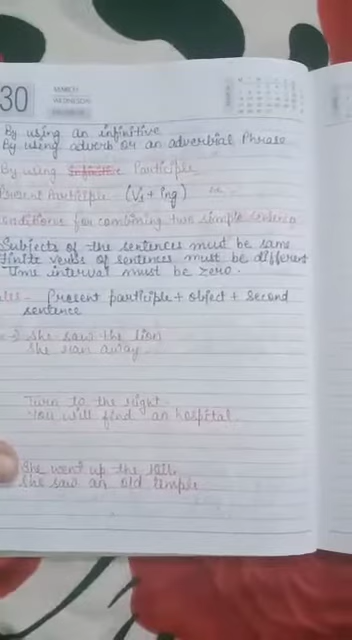 30
MARCH
WEDNESDAY
By using an infinitive
By using adverb or an adverbial Phrase
By using Participle
Present Participle - (V₁ + ing)
conditions for combining two simple sentence
Subjects of the sentences must be same
Finite verbs of sentences must be different
Time interval must be zero.
Present participle + object + second
sentence
She saw the lion
She ran away.
Turn to the right.
You will find an hospital.
She went up the hill.
She saw an old temple